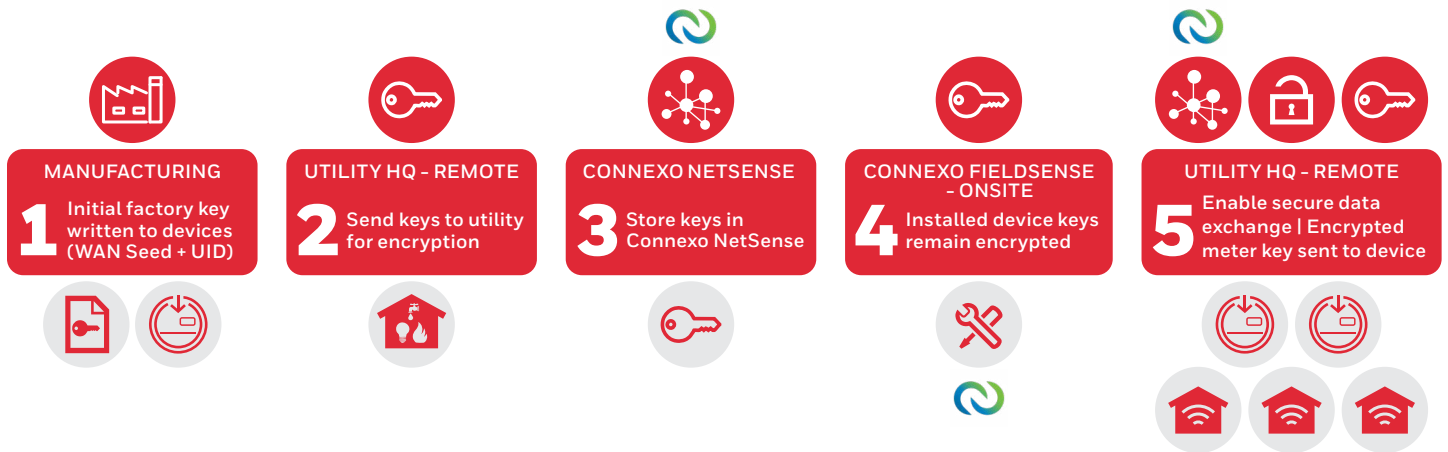 MANUFACTURING
1
Initial factory key
written to devices
(WAN Seed + UID)
UTILITY HQ - REMOTE
2
Send keys to utility
for encryption
CONNEXO NETSENSE
3
Store keys in
Connexo NetSense
CONNEXO FIELDSENSE
- ONSITE
4
Installed device keys
remain encrypted
UTILITY HQ - REMOTE
5
Enable secure data
exchange | Encrypted
meter key sent to device